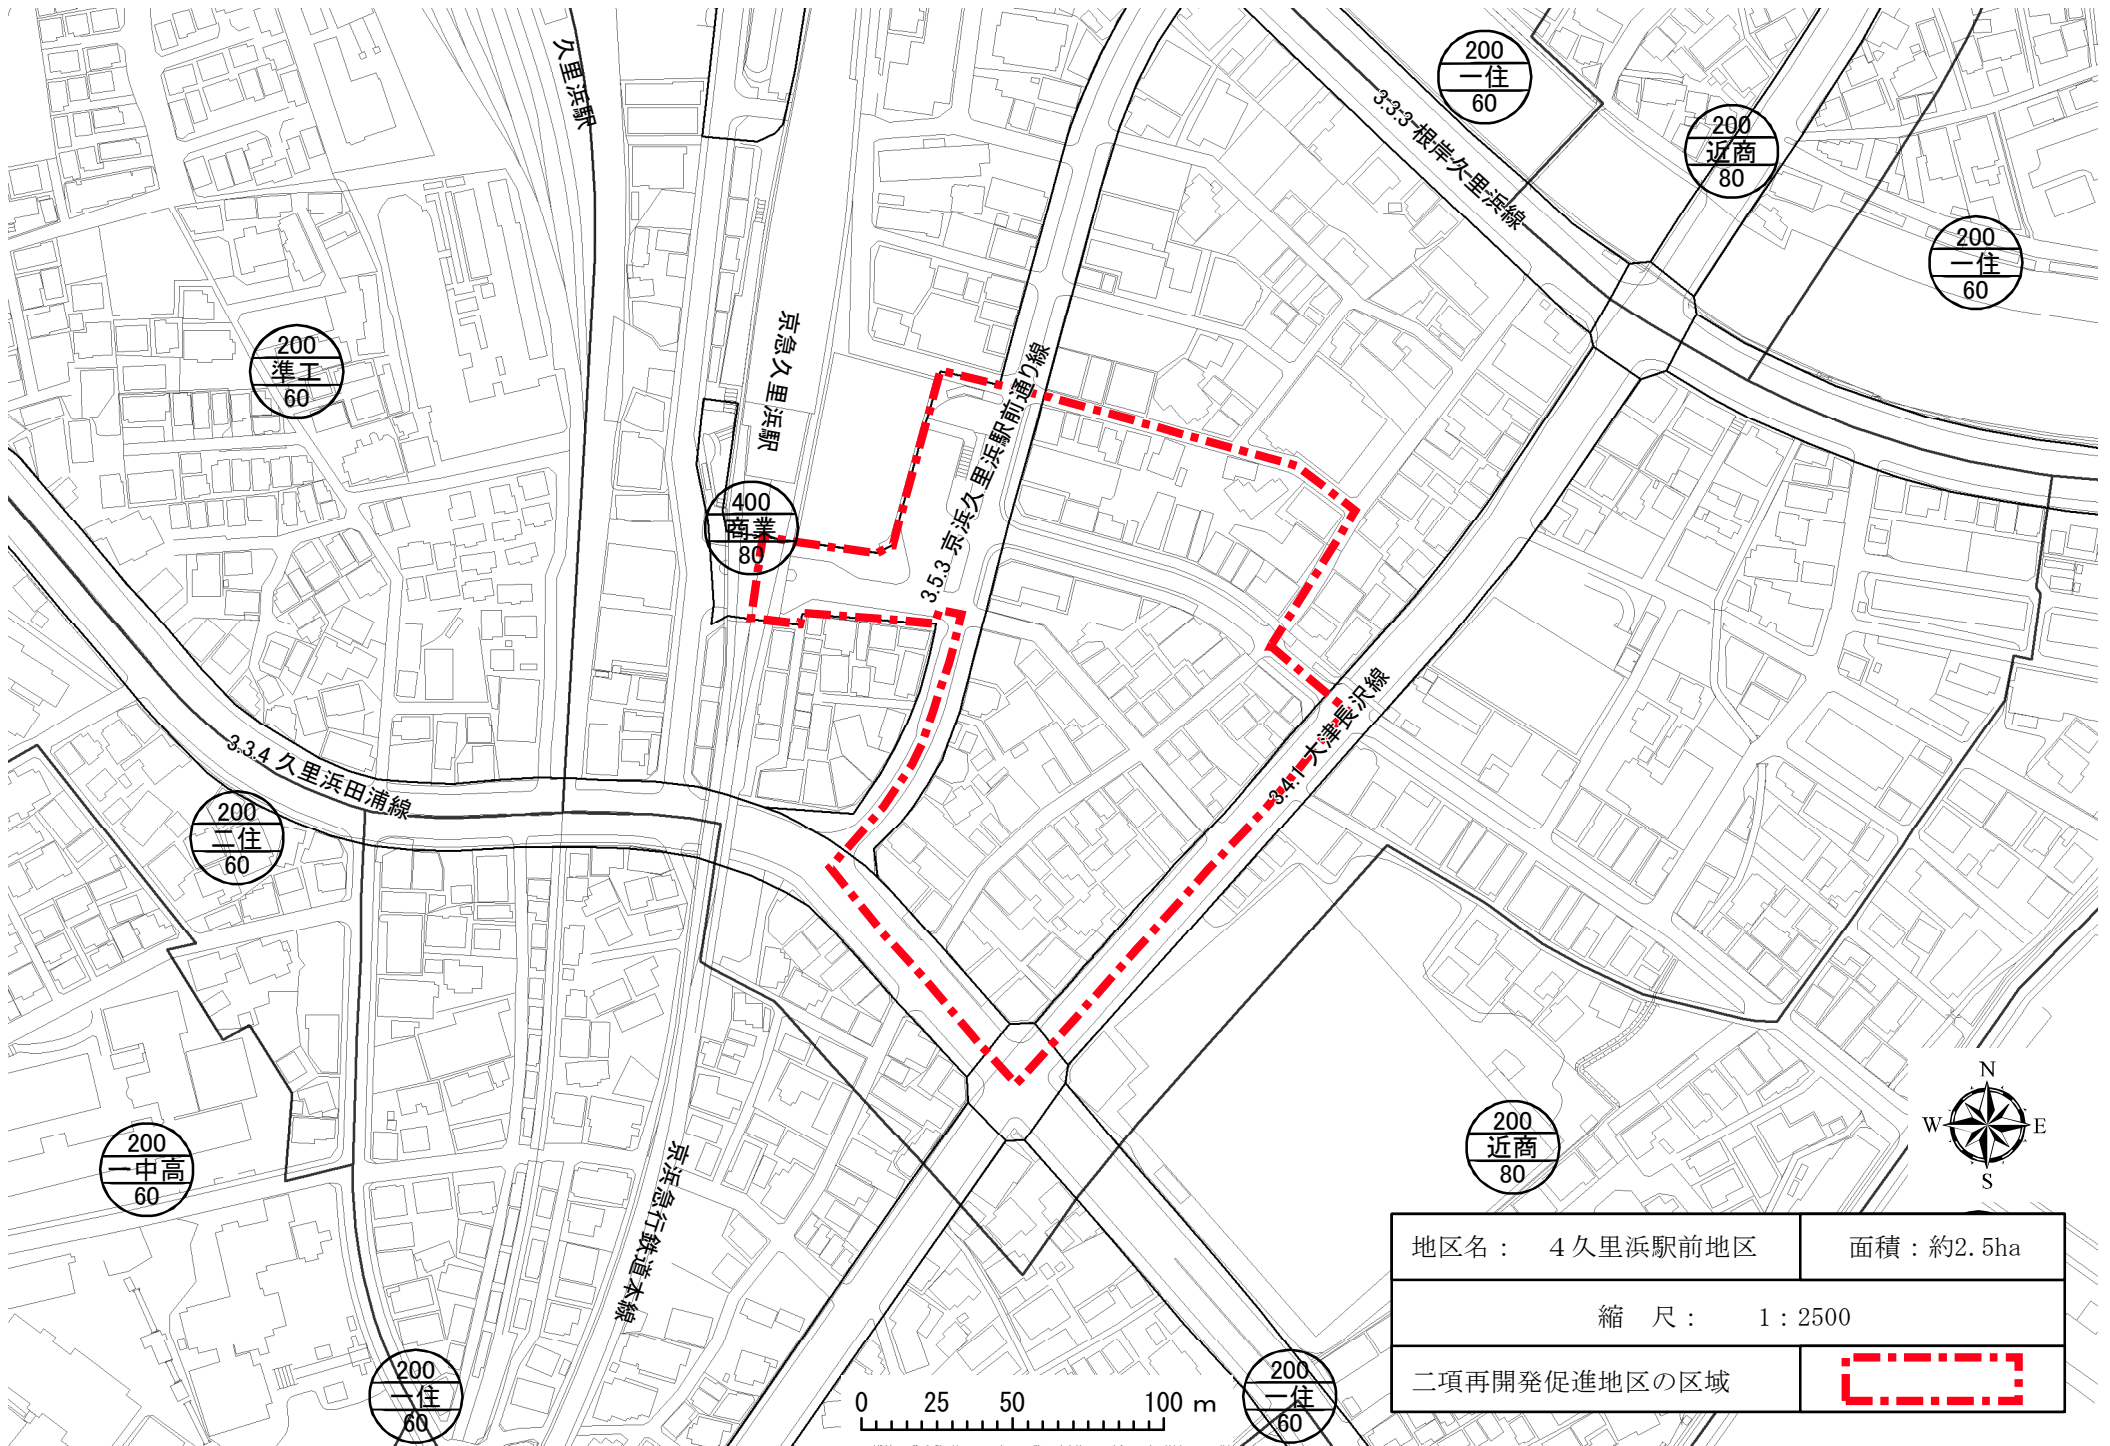 久里浜駅
200
一住
60
3·3·3 根岸久里浜線
200
近商
80
200
一住
60
200
準工
60
京急久里浜駅
3.5.3 京浜久里浜駅前通り線
400
商業
80
3.3.4 久里浜田浦線
200
二住
60
3.4.1 大津長沢線
200
一中高
60
京浜急行鉄道本線
200
近商
80
N
W
E
S
200
一住
60
200
一住
60
0 25 50 100 m
地区名： ４久里浜駅前地区 面積：約2.5ha
縮 尺： 1：2500
二項再開発促進地区の区域